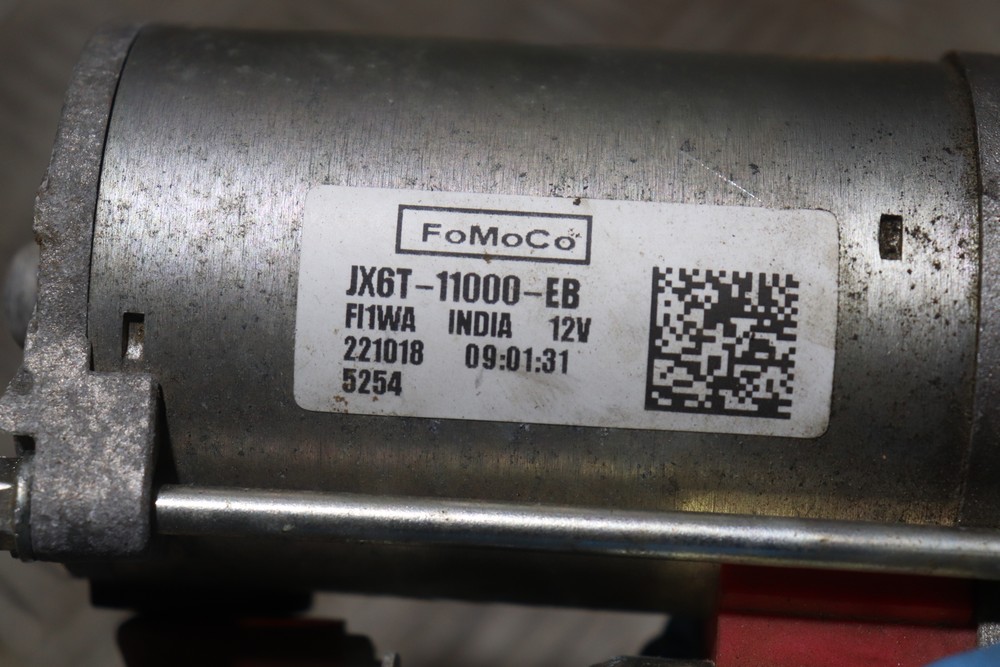 FoMoCo
JX6T-11000-EB
FI1WA INDIA 12V
221018 09:01:31
5254